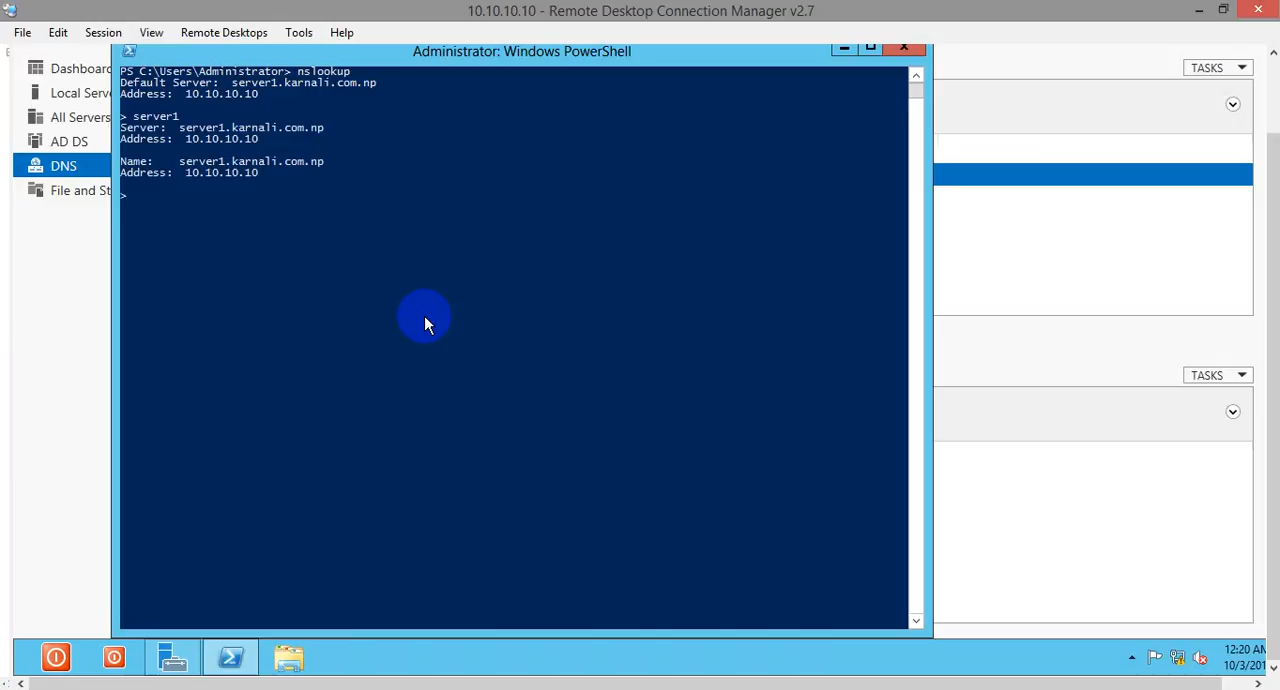 10.10.10.10 - Remote Desktop Connection Manager v2.7
File Edit Session View Remote Desktops Tools Help
Administrator: Windows PowerShell
Dashboard
Local Serve
All Servers
AD DS
DNS
File and St
TASKS
TASKS
PS C:\Users\Administrator> nslookup
Default Server:  server1.karnali.com.np
Address:  10.10.10.10
> server1
Server:  server1.karnali.com.np
Address:  10.10.10.10
Name:    server1.karnali.com.np
Address:  10.10.10.10
>
12:20 AM
10/3/201